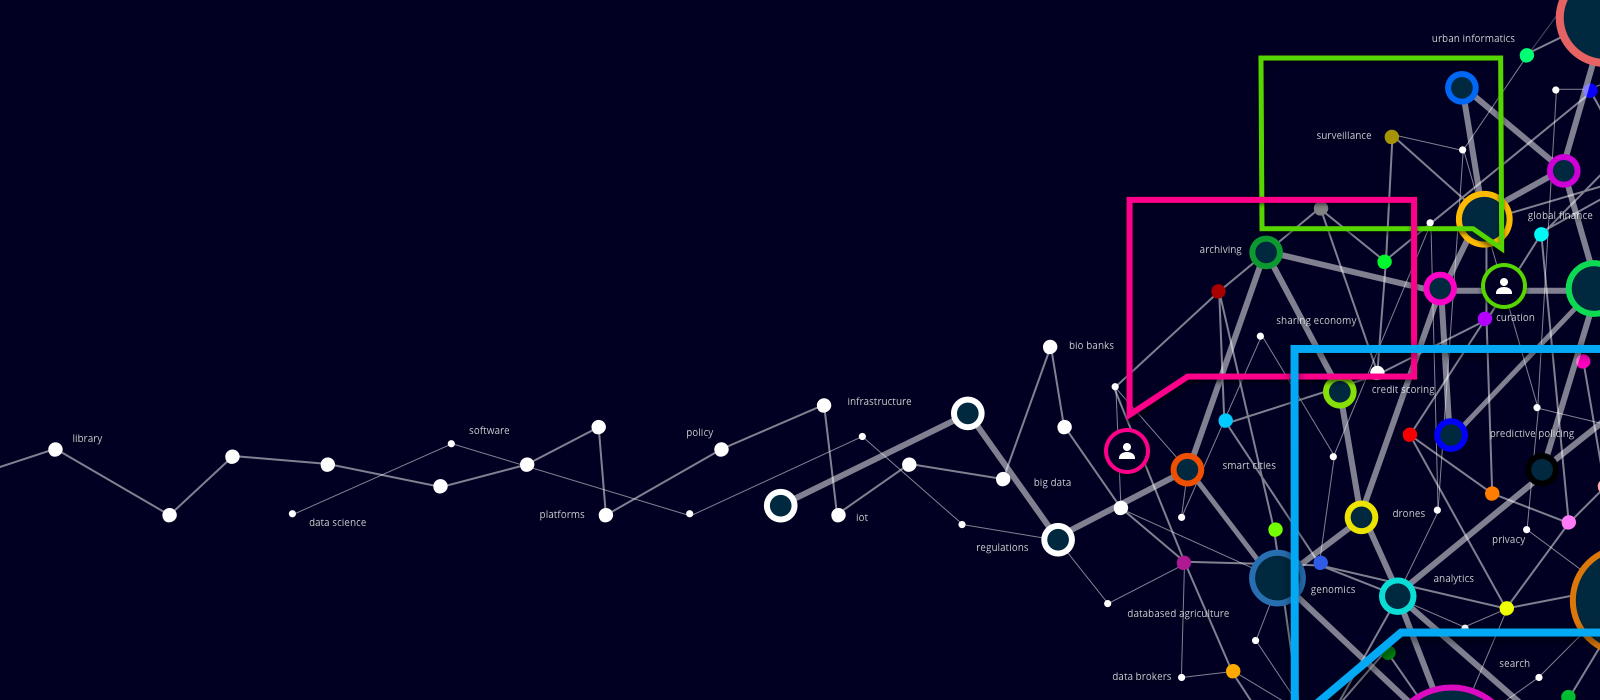 urban informatics
surveillance
global finance
archiving
curation
sharing economy
bio banks
credit scoring
infrastructure
software
policy
predictive policing
library
smart cities
big data
drones
platforms
iot
data science
privacy
regulations
analytics
genomics
databased agriculture
search
data brokers